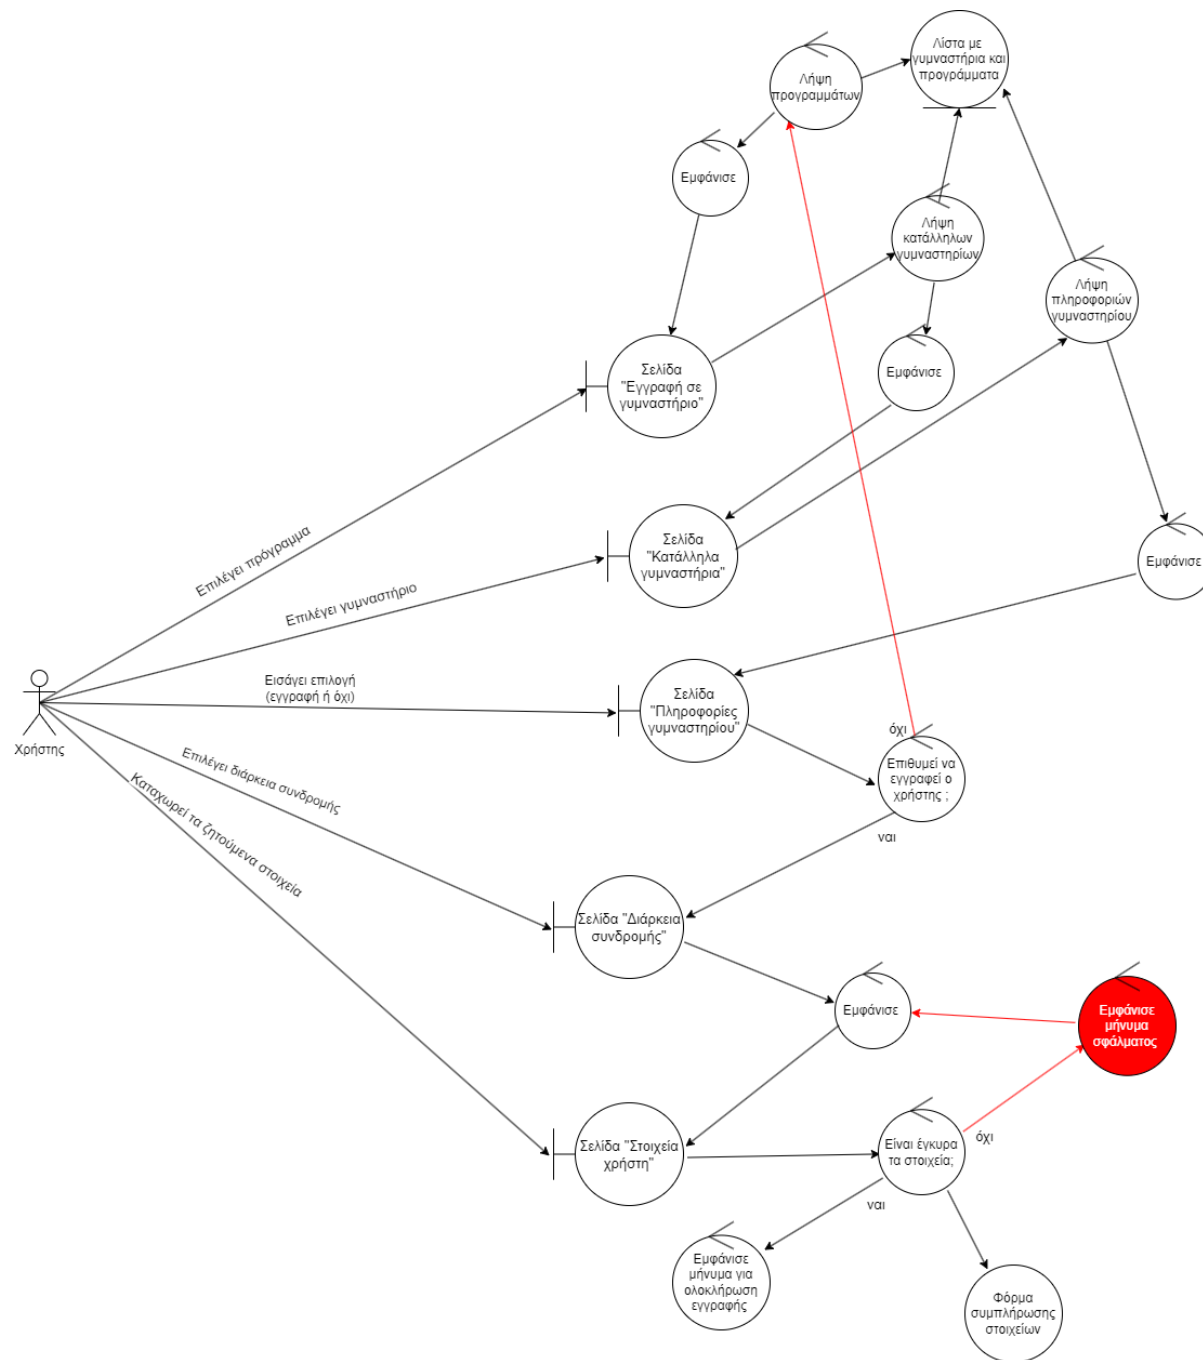 Λίστα με
γυμναστήρια και
προγράμματα
Λήψη
προγραμμάτων
Εμφάνισε
Λήψη
κατάλληλων
γυμναστηρίων
Λήψη
πληροφοριών
γυμναστηρίου
Σελίδα
"Εγγραφή σε
γυμναστήριο"
Εμφάνισε
Επιλέγει πρόγραμμα
Σελίδα
"Κατάλληλα
γυμναστήρια"
Εμφάνισε
Επιλέγει γυμναστήριο
Εισάγει επιλογή
(εγγραφή ή όχι)
Σελίδα
"Πληροφορίες
γυμναστηρίου"
Χρήστης
όχι
Επιθυμεί να
εγγραφεί ο
χρήστης ;
ναι
Επιλέγει διάρκεια συνδρομής
Καταχωρεί τα ζητούμενα στοιχεία
Σελίδα "Διάρκεια
συνδρομής"
Εμφάνισε
Εμφάνισε
μήνυμα
σφάλματος
Σελίδα "Στοιχεία
χρήστη"
Είναι έγκυρα
τα στοιχεία;
όχι
ναι
Εμφάνισε
μήνυμα για
ολοκλήρωση
εγγραφής
Φόρμα
συμπλήρωσης
στοιχείων